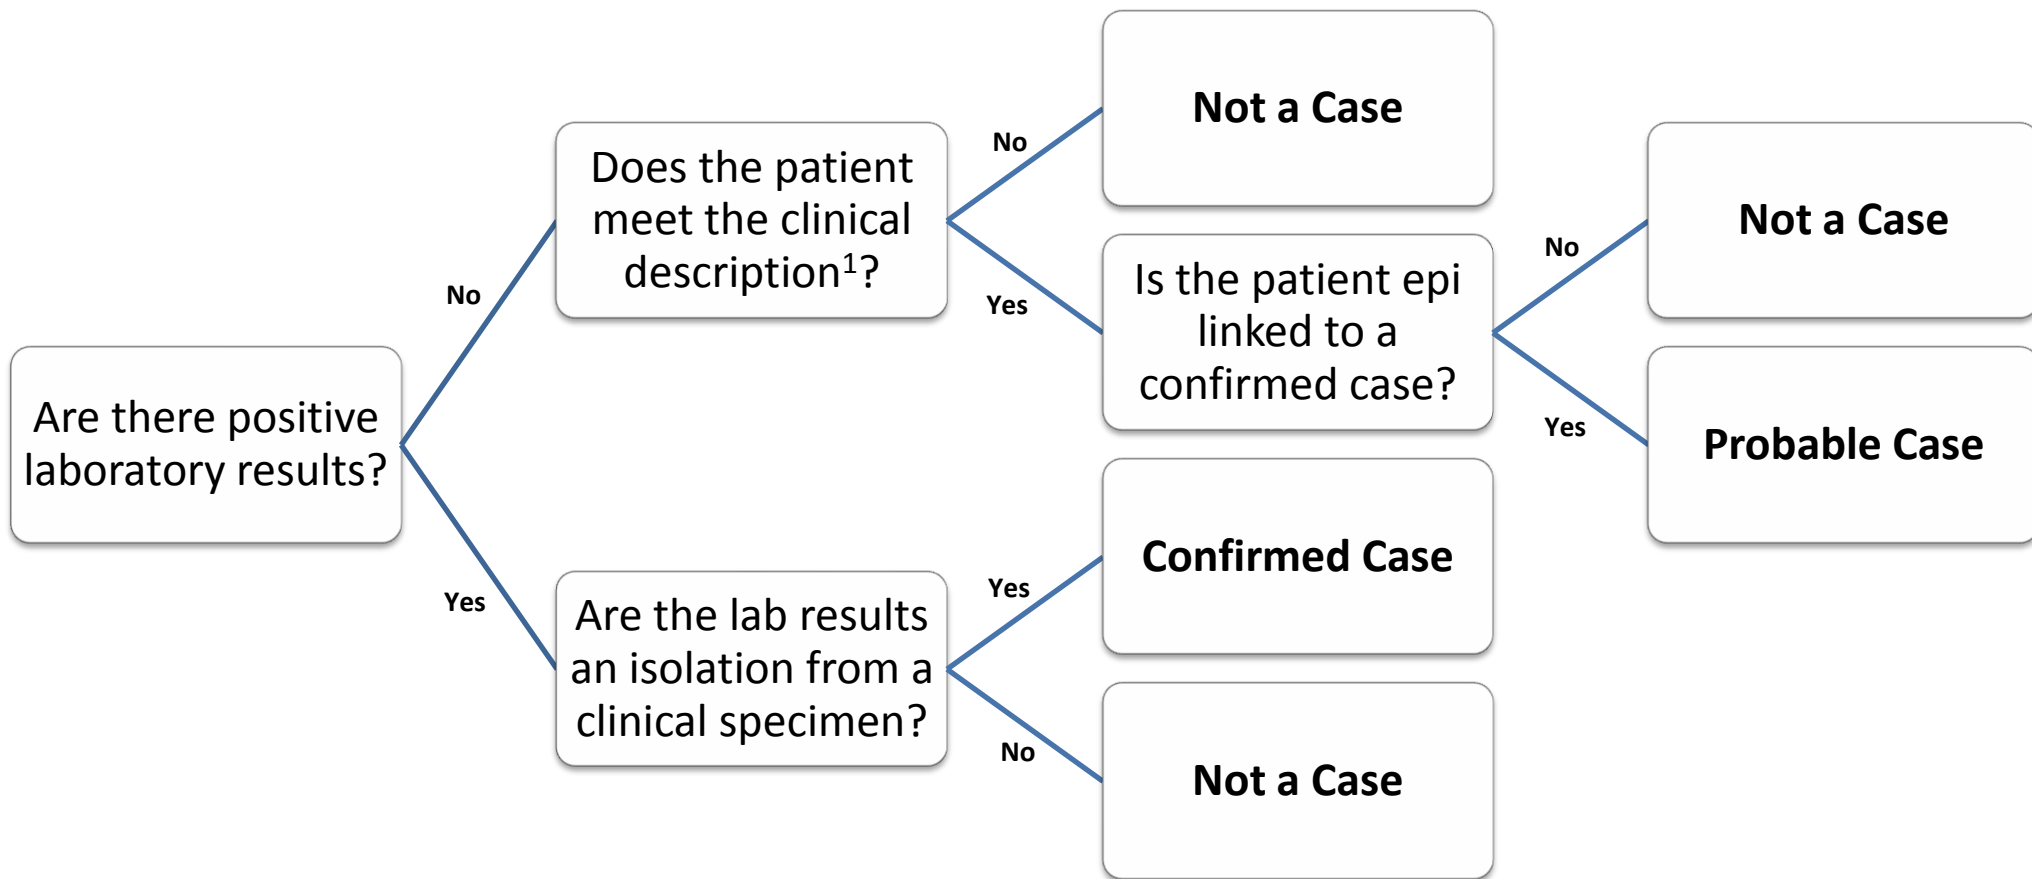 Are there positive
laboratory results?
No
Does the patient
meet the clinical
description¹?
No
Not a Case
Yes
Is the patient epi
linked to a
confirmed case?
No
Not a Case
Yes
Probable Case
Yes
Are the lab results
an isolation from a
clinical specimen?
Yes
Confirmed Case
No
Not a Case